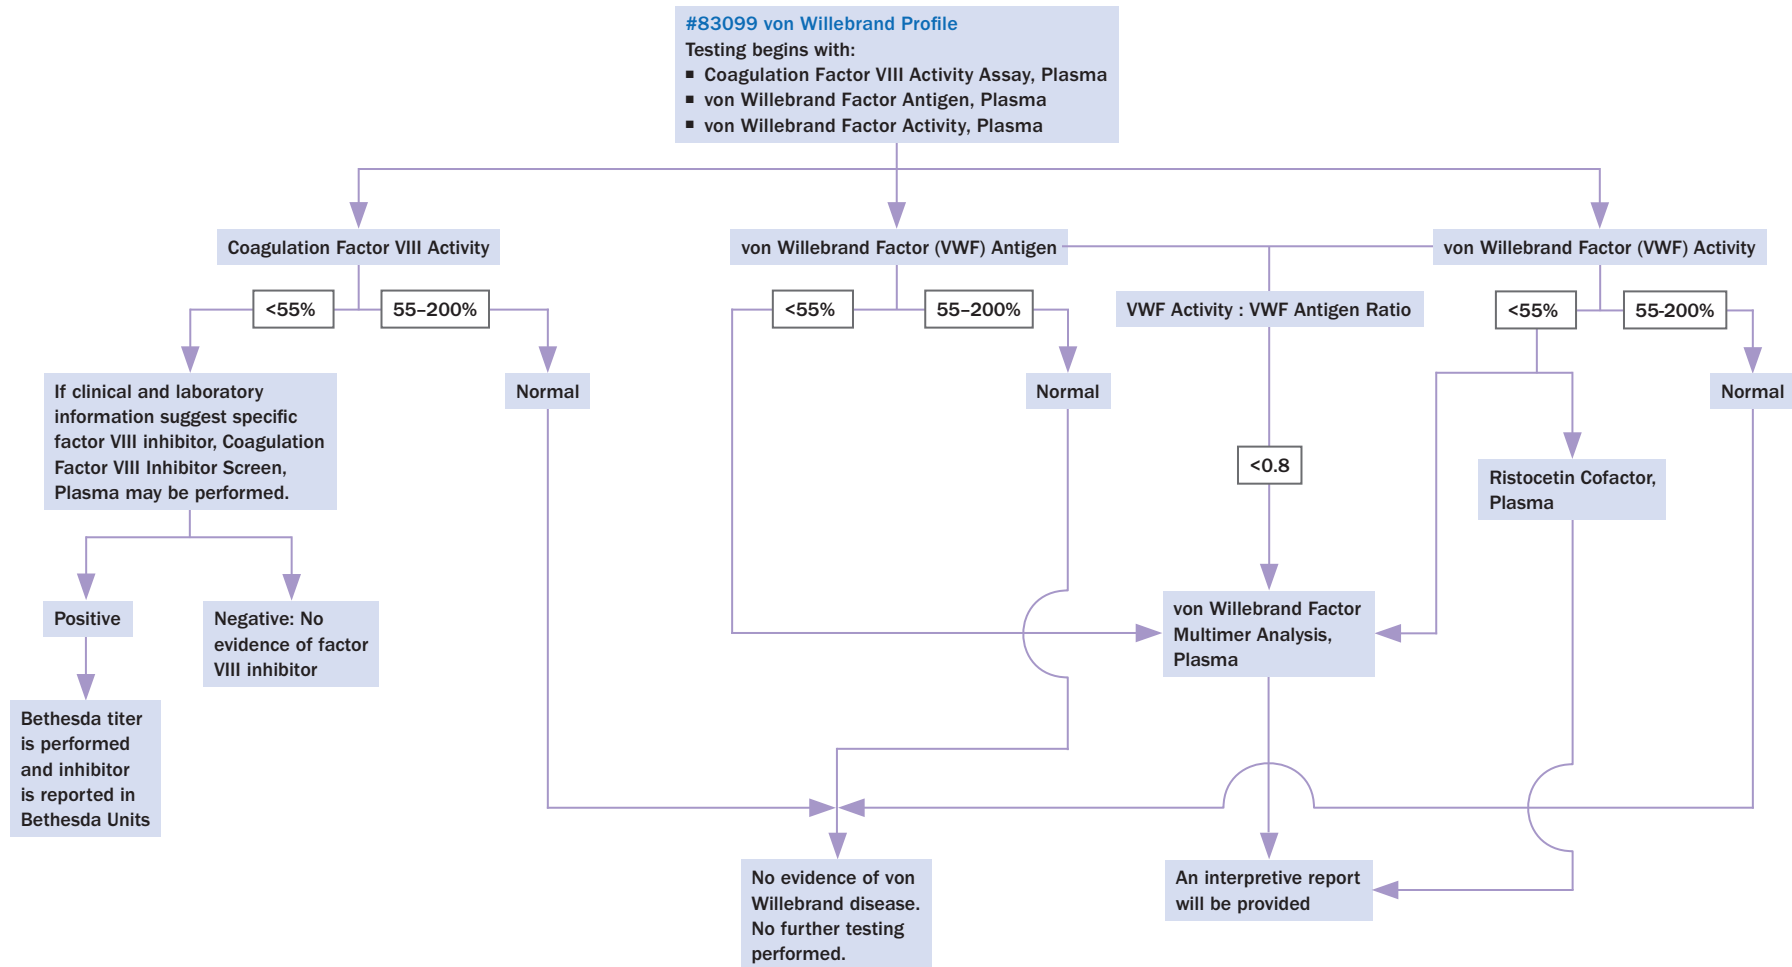 #83099 von Willebrand Profile
Testing begins with:
▪ Coagulation Factor VIII Activity Assay, Plasma
▪ von Willebrand Factor Antigen, Plasma
▪ von Willebrand Factor Activity, Plasma
Coagulation Factor VIII Activity
von Willebrand Factor (VWF) Antigen
von Willebrand Factor (VWF) Activity
<55%
55–200%
<55%
55–200%
VWF Activity : VWF Antigen Ratio
<55%
55-200%
If clinical and laboratory
information suggest specific
factor VIII inhibitor, Coagulation
Factor VIII Inhibitor Screen,
Plasma may be performed.
Normal
Normal
Normal
<0.8
Ristocetin Cofactor,
Plasma
Positive
Negative: No
evidence of factor
VIII inhibitor
von Willebrand Factor
Multimer Analysis,
Plasma
Bethesda titer
is performed
and inhibitor
is reported in
Bethesda Units
No evidence of von
Willebrand disease.
No further testing
performed.
An interpretive report
will be provided